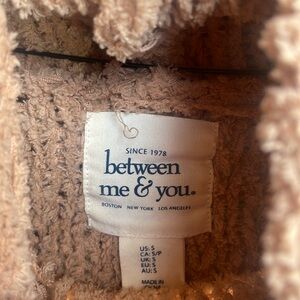 SINCE 1978
between
me & you.
BOSTON NEW YORK LOS ANGELES
US: S
CA: S/P
UK: S
EU: S
AU: S
MADE IN